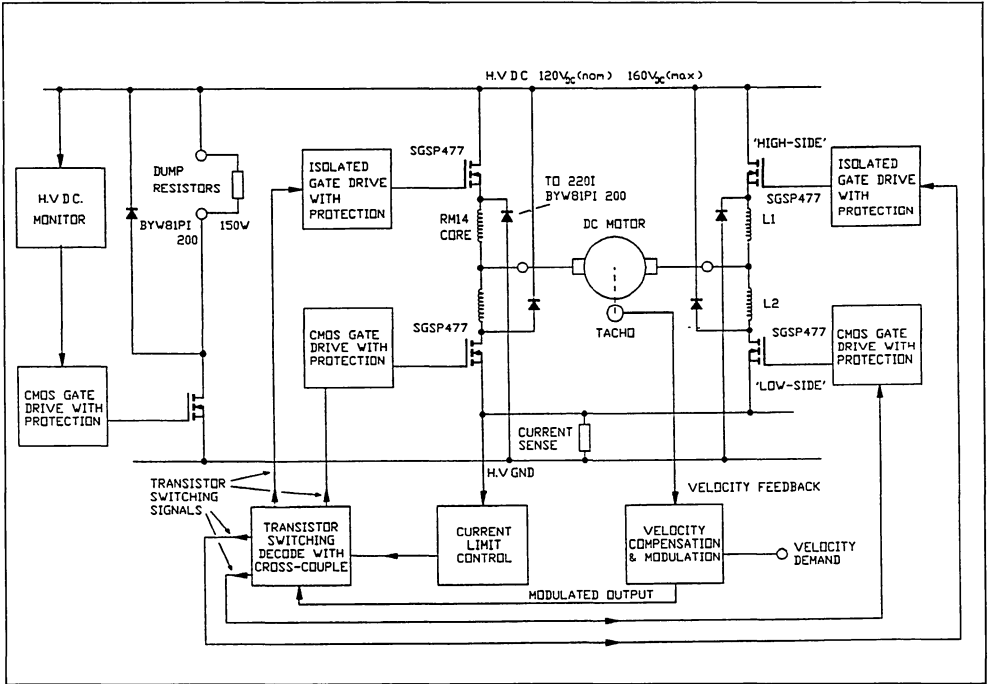 H.V D C 120VDC(nom) 160VDC(max)
SGSP477
'HIGH-SIDE'
ISOLATED
GATE DRIVE
WITH
PROTECTION
ISOLATED
GATE DRIVE
WITH
PROTECTION
DUMP
RESISTORS
H.V D C.
MONITOR
TO 220I
BYW81PI 200
SGSP477
RM14
CORE
DC MOTOR
L1
BYW81PI
200
150W
L2
CMOS GATE
DRIVE WITH
PROTECTION
SGSP477
TACHO
SGSP477
CMOS GATE
DRIVE WITH
PROTECTION
'LOW-SIDE'
CMOS GATE
DRIVE WITH
PROTECTION
CURRENT
SENSE
H.V GND
TRANSISTOR
SWITCHING
SIGNALS
VELOCITY FEEDBACK
TRANSISTOR
SWITCHING
DECODE WITH
CROSS-COUPLE
CURRENT
LIMIT
CONTROL
VELOCITY
COMPENSATION
& MODULATION
VELOCITY
DEMAND
MODULATED OUTPUT